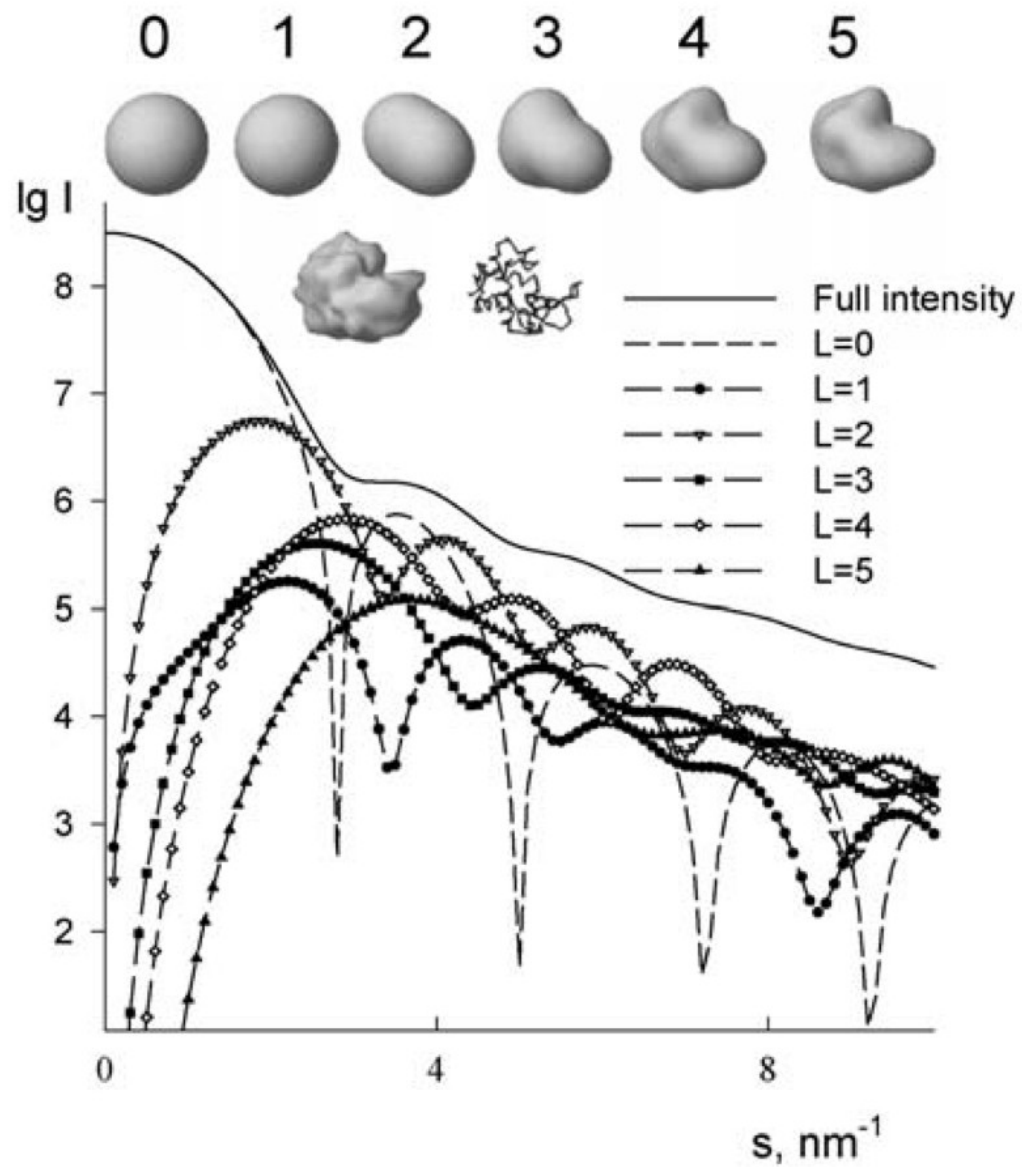 0 1 2 3 4 5
lg I
8
7
6
5
4
3
2
Full intensity
L=0
L=1
L=2
L=3
L=4
L=5
0 4 8
s, nm⁻¹